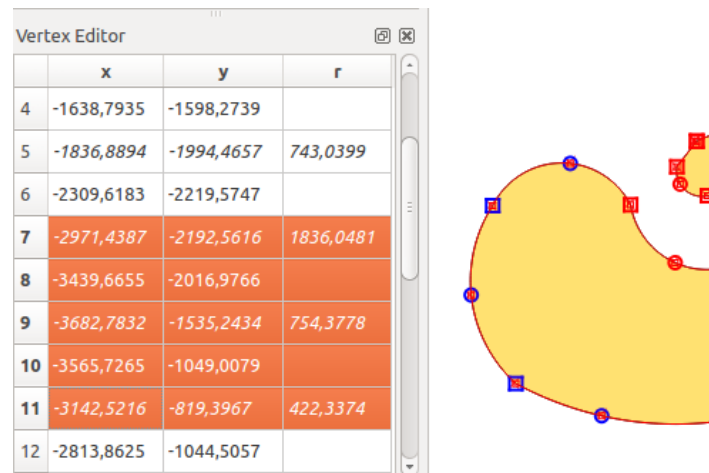 Vertex Editor
x y r
4 -1638,7935 -1598,2739
5 -1836,8894 -1994,4657 743,0399
6 -2309,6183 -2219,5747
7 -2971,4387 -2192,5616 1836,0481
8 -3439,6655 -2016,9766
9 -3682,7832 -1535,2434 754,3778
10 -3565,7265 -1049,0079
11 -3142,5216 -819,3967 422,3374
12 -2813,8625 -1044,5057